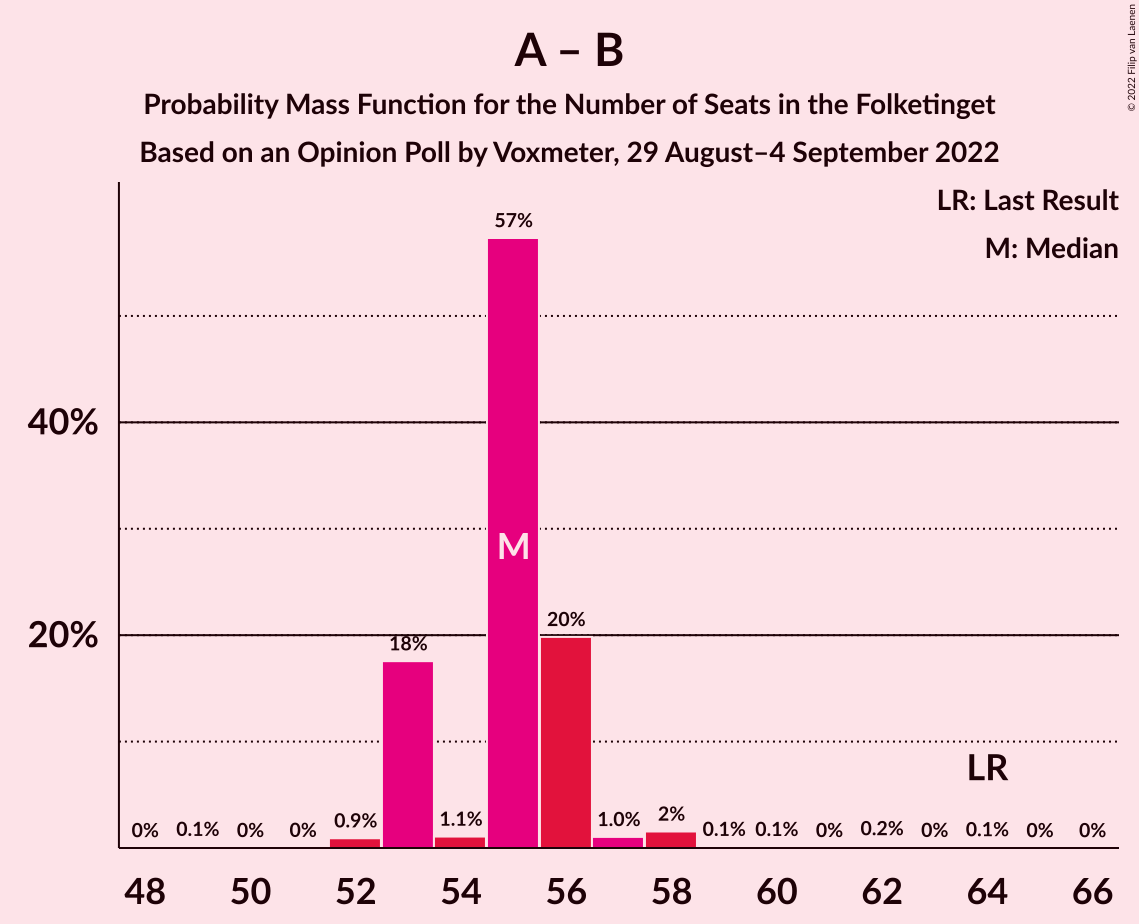 A – B
Probability Mass Function for the Number of Seats in the Folketinget
Based on an Opinion Poll by Voxmeter, 29 August–4 September 2022
© 2022 Filip van Laenen
LR: Last Result
M: Median
57%
40%
M
20%
20%
18%
LR
0%
0.1%
0%
0%
0.9%
1.1%
1.0%
2%
0.1%
0.1%
0%
0.2%
0%
0.1%
0%
0%
48 50 52 54 56 58 60 62 64 66